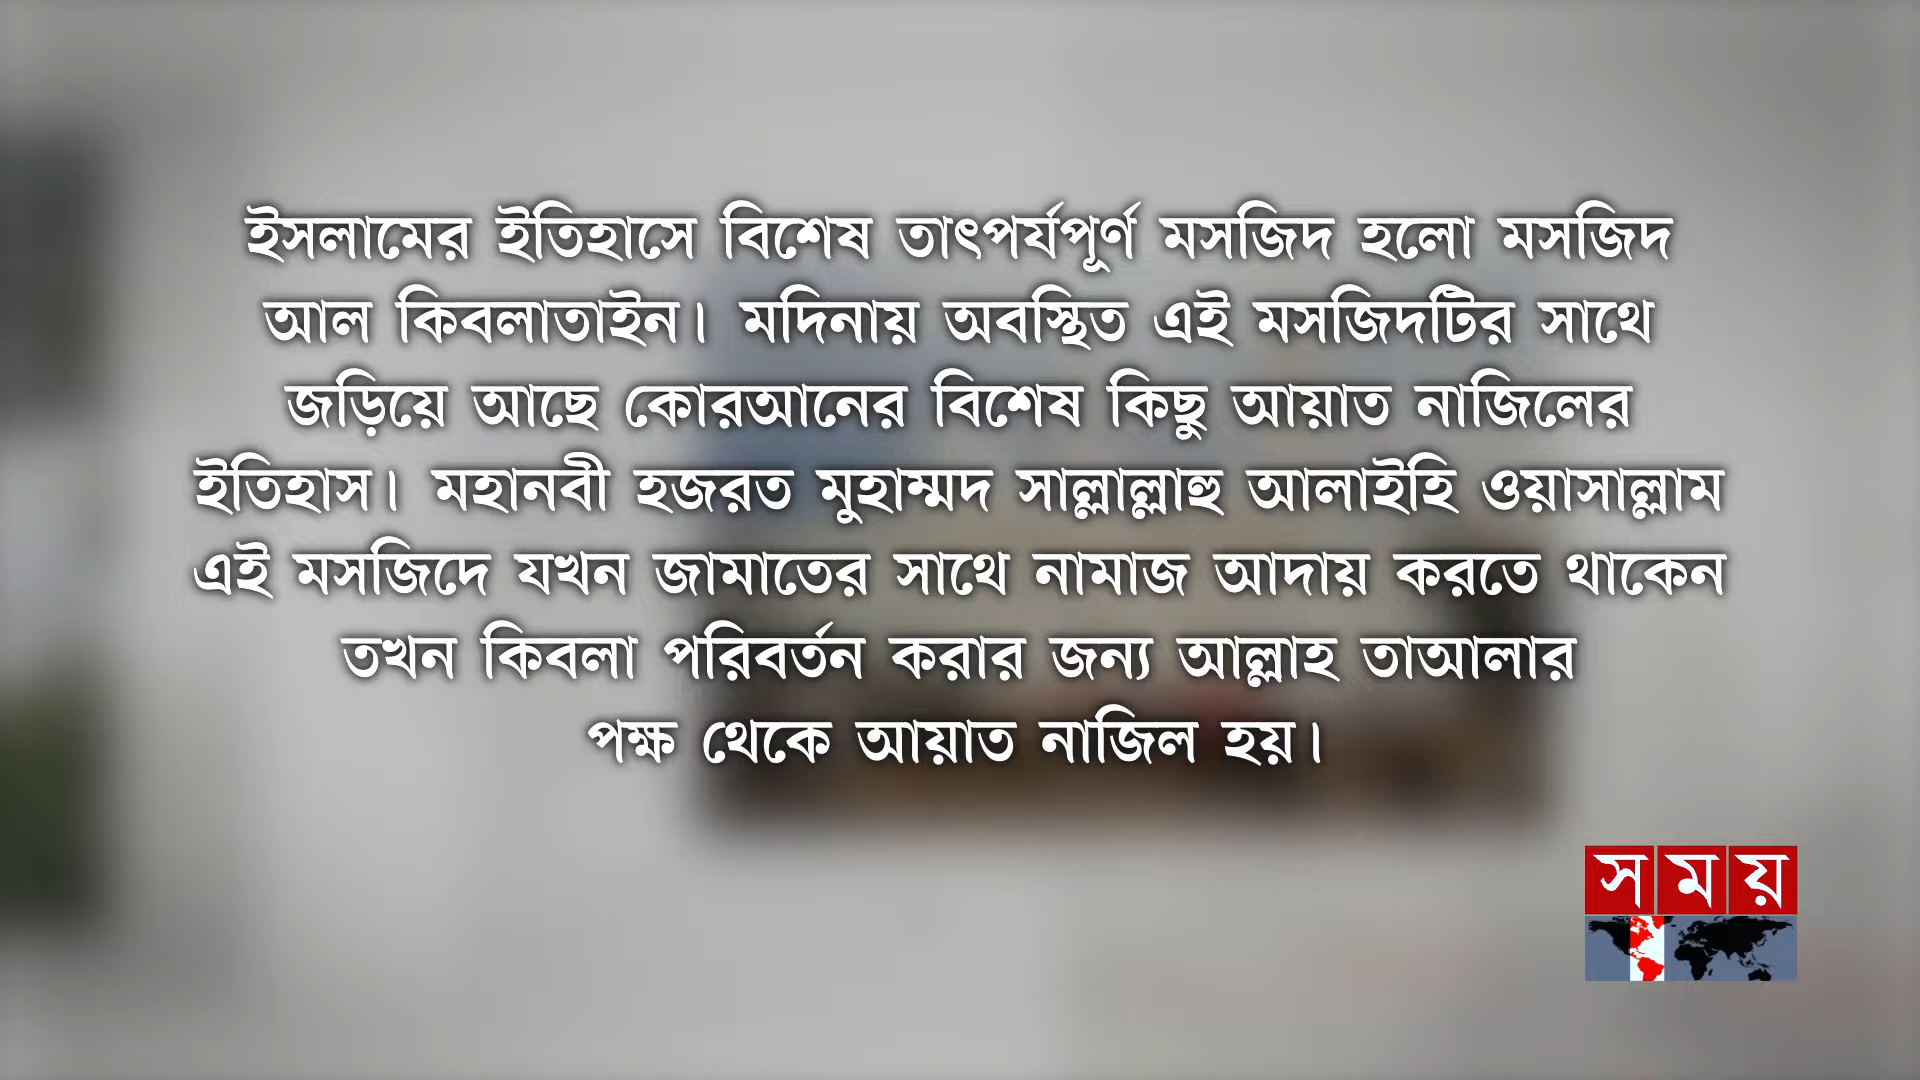 ইসলামের ইতিহাসে বিশেষ তাৎপর্যপূর্ণ মসজিদ হলো মসজিদ
আল কিবলাতাইন। মদিনায় অবস্থিত এই মসজিদটির সাথে
জড়িয়ে আছে কোরআনের বিশেষ কিছু আয়াত নাজিলের
ইতিহাস। মহানবী হজরত মুহাম্মদ সাল্লাল্লাহু আলাইহি ওয়াসাল্লাম
এই মসজিদে যখন জামাতের সাথে নামাজ আদায় করতে থাকেন
তখন কিবলা পরিবর্তন করার জন্য আল্লাহ তাআলার
পক্ষ থেকে আয়াত নাজিল হয়।
সময়